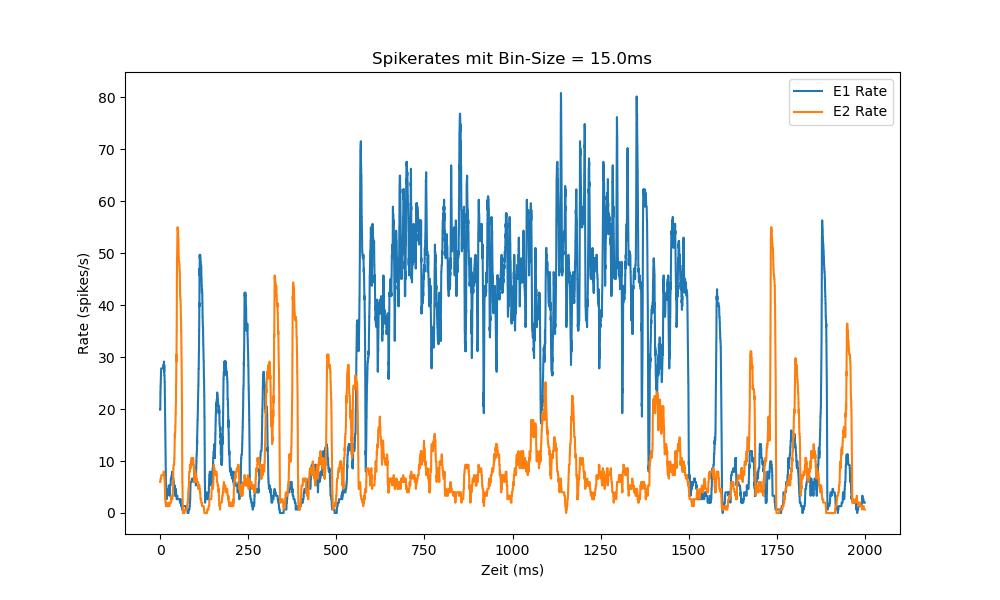 Spikerates mit Bin-Size = 15.0ms
E1 Rate
E2 Rate
80
70
60
50
40
30
20
10
0
Rate (spikes/s)
0 250 500 750 1000 1250 1500 1750 2000
Zeit (ms)